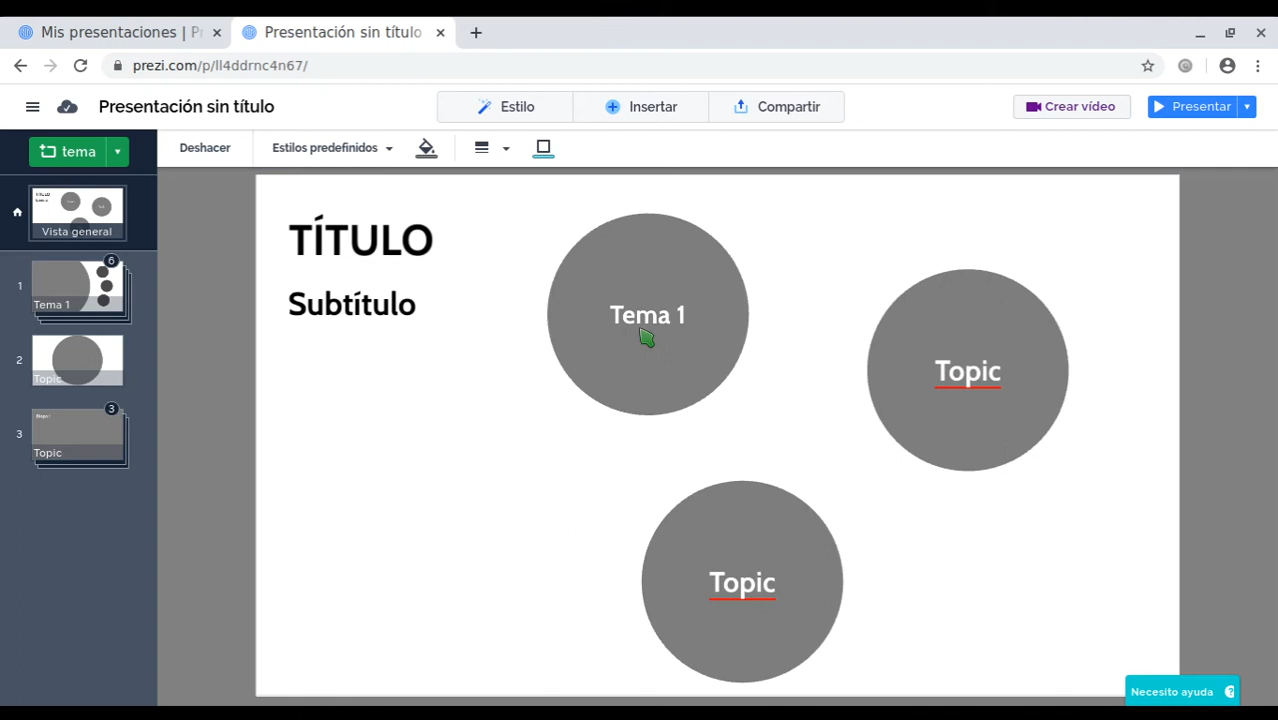 Mis presentaciones | Pr
Presentación sin título
prezi.com/p/ll4ddrnc4n67/
Presentación sin título
Estilo
Insertar
Compartir
Crear vídeo
Presentar
tema
Deshacer
Estilos predefinidos
Vista general
6
1
Tema 1
2
Topic
3
3
Topic
TÍTULO
Subtítulo
Tema 1
Topic
Topic
Necesito ayuda ?